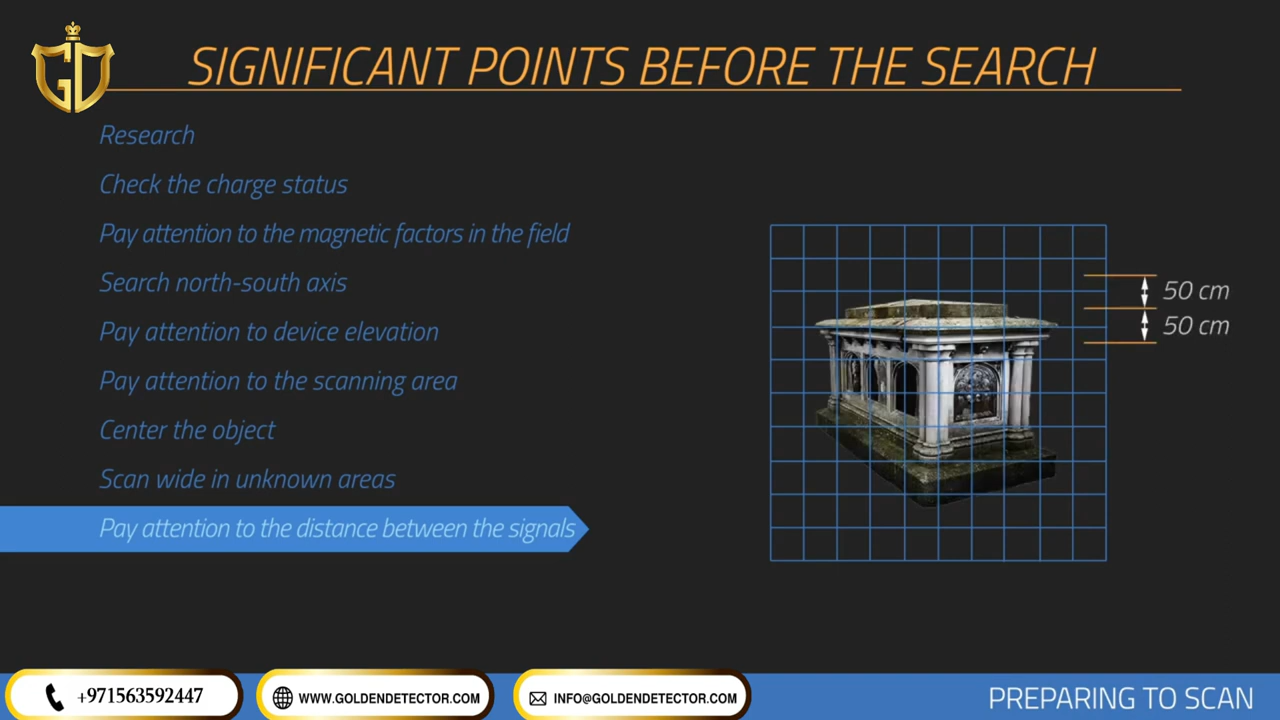 GD
SIGNIFICANT POINTS BEFORE THE SEARCH
Research
Check the charge status
Pay attention to the magnetic factors in the field
Search north-south axis
Pay attention to device elevation
Pay attention to the scanning area
Center the object
Scan wide in unknown areas
Pay attention to the distance between the signals
50 cm
50 cm
+971563592447
WWW.GOLDENDETECTOR.COM
INFO@GOLDENDETECTOR.COM
PREPARING TO SCAN